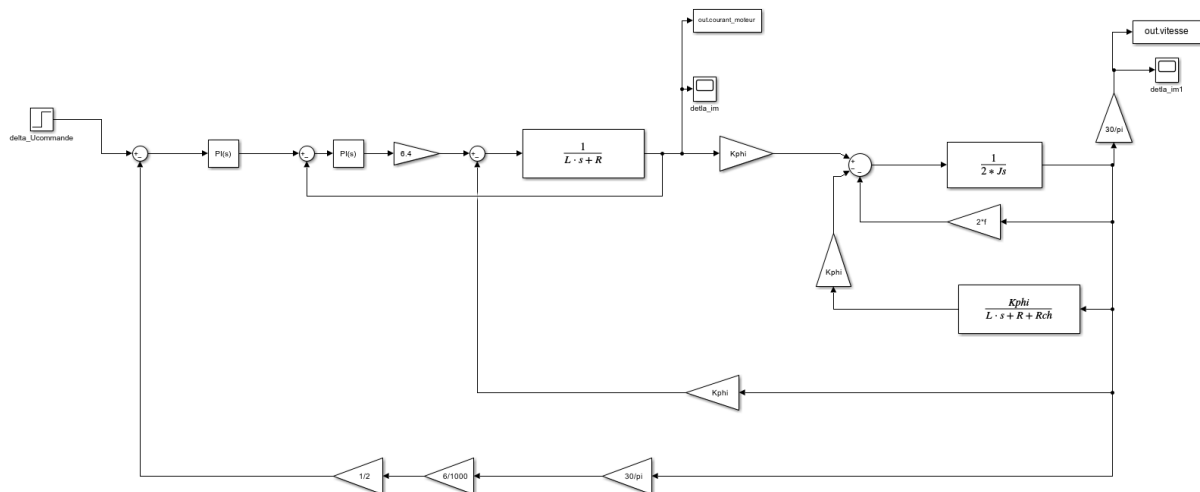 out.courant_moteur
out.vitesse
detla_im
detla_im1
30/pi
delta_Ucommande
+
−
PI(s)
+
−
PI(s)
6.4
+
−
1
L · s + R
Kphi
+
−
−
1
2 * Js
2*f
Kphi
Kphi
L · s + R + Rch
Kphi
1/2
6/1000
30/pi